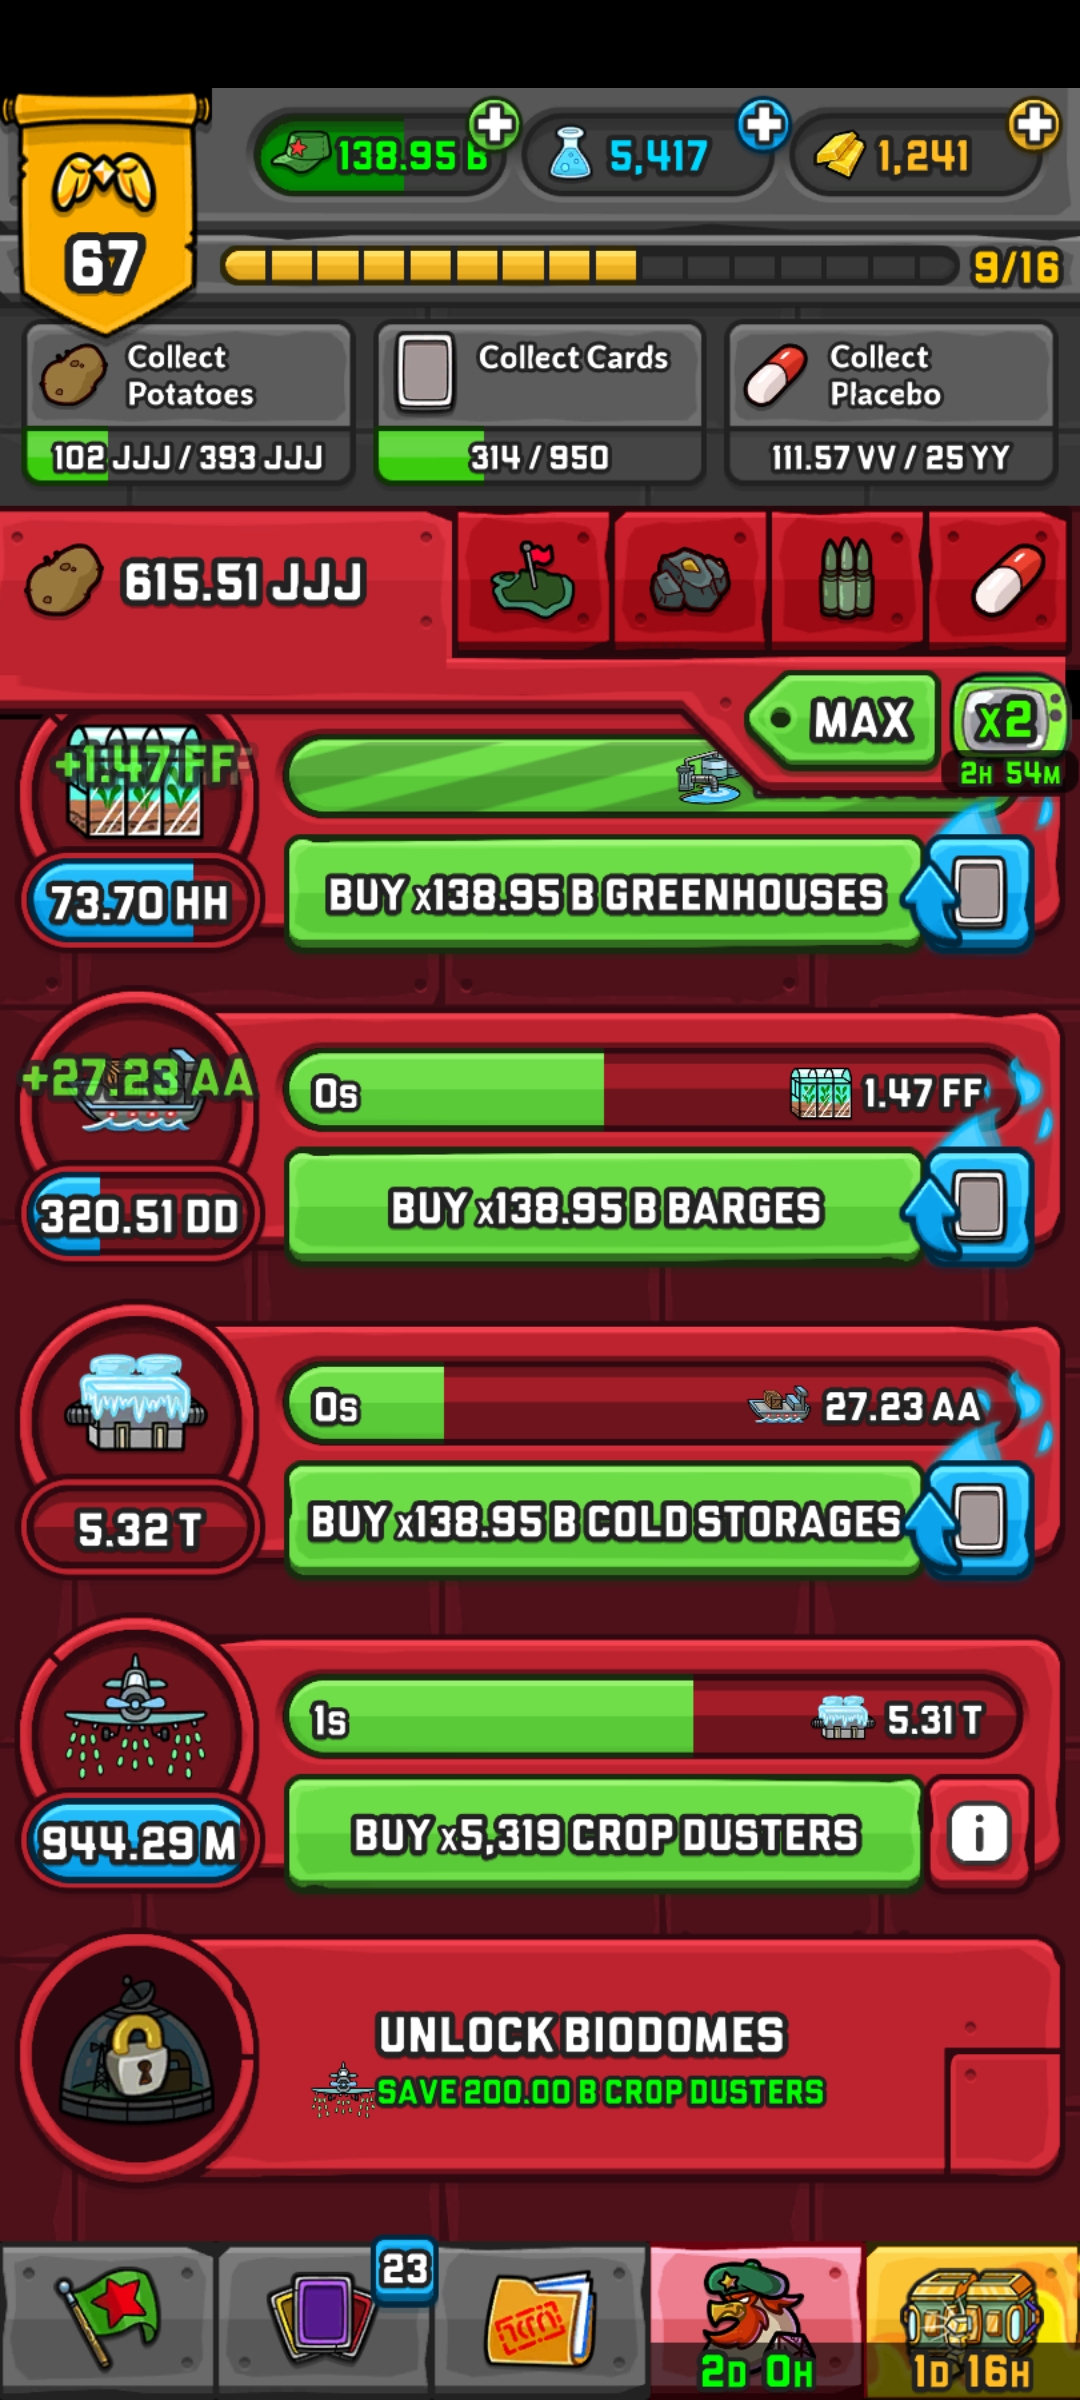 138.95 B
5,417
1,241
67
9/16
Collect
Potatoes
102 JJJ / 393 JJJ
Collect Cards
314 / 950
Collect
Placebo
111.57 VV / 25 YY
615.51 JJJ
MAX
x2
2H 54M
+1.47 FF
73.70 HH
BUY x138.95 B GREENHOUSES
+27.23 AA
0s
1.47 FF
320.51 DD
BUY x138.95 B BARGES
0s
27.23 AA
5.32 T
BUY x138.95 B COLD STORAGES
1s
5.31 T
944.29 M
BUY x5,319 CROP DUSTERS
i
UNLOCK BIODOMES
SAVE 200.00 B CROP DUSTERS
23
2D 0H
1D 16H